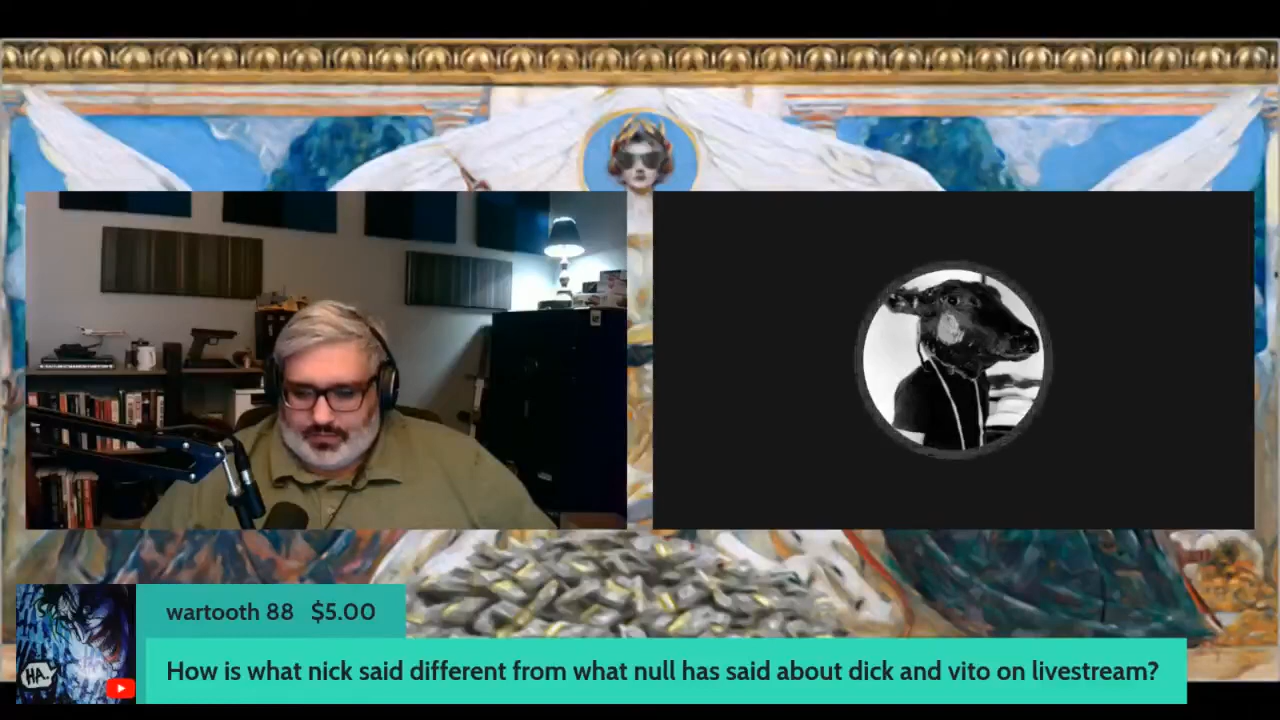 wartooth 88 $5.00
HA.
How is what nick said different from what null has said about dick and vito on livestream?